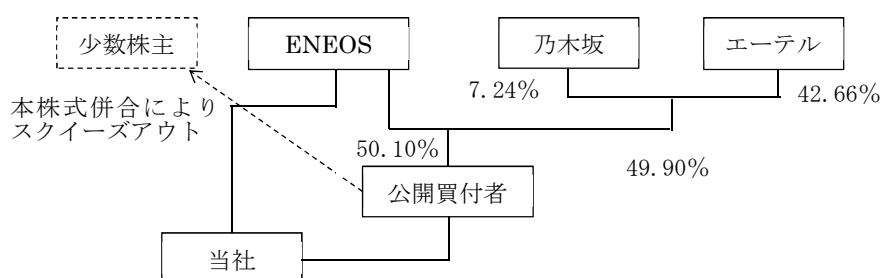 少数株主
ENEOS
乃木坂
エーテル
7.24%
42.66%
本株式併合により
スクイーズアウト
50.10%
49.90%
公開買付者
当社